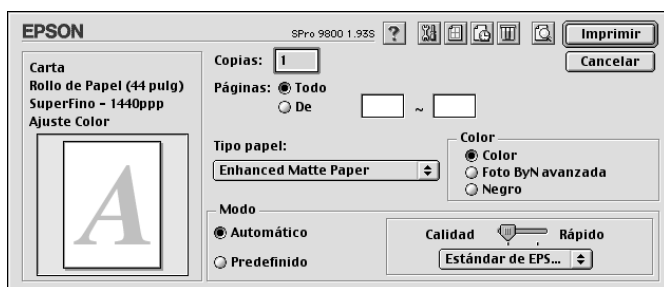 EPSON
SPro 9800 1.93S
?
Imprimir
Cancelar
Carta
Rollo de Papel (44 pulg)
SuperFino - 1440ppp
Ajuste Color
A
Copias: 1
Páginas: Todo
De ~
Tipo papel:
Enhanced Matte Paper
Color
Color
Foto ByN avanzada
Negro
Modo
Automático
Predefinido
Calidad Rápido
Estándar de EPS...